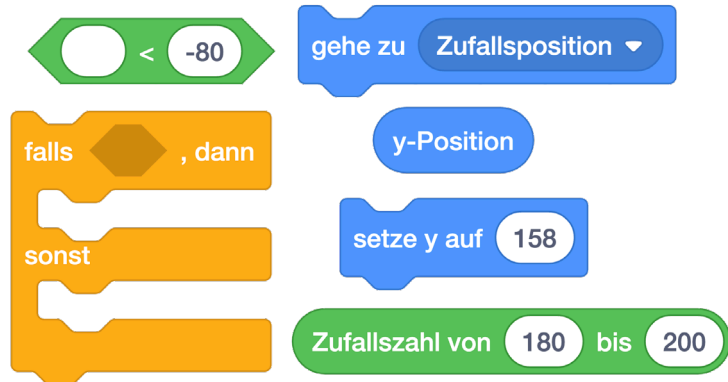 < -80
gehe zu Zufallsposition
falls , dann
y-Position
setze y auf 158
sonst
Zufallszahl von 180 bis 200